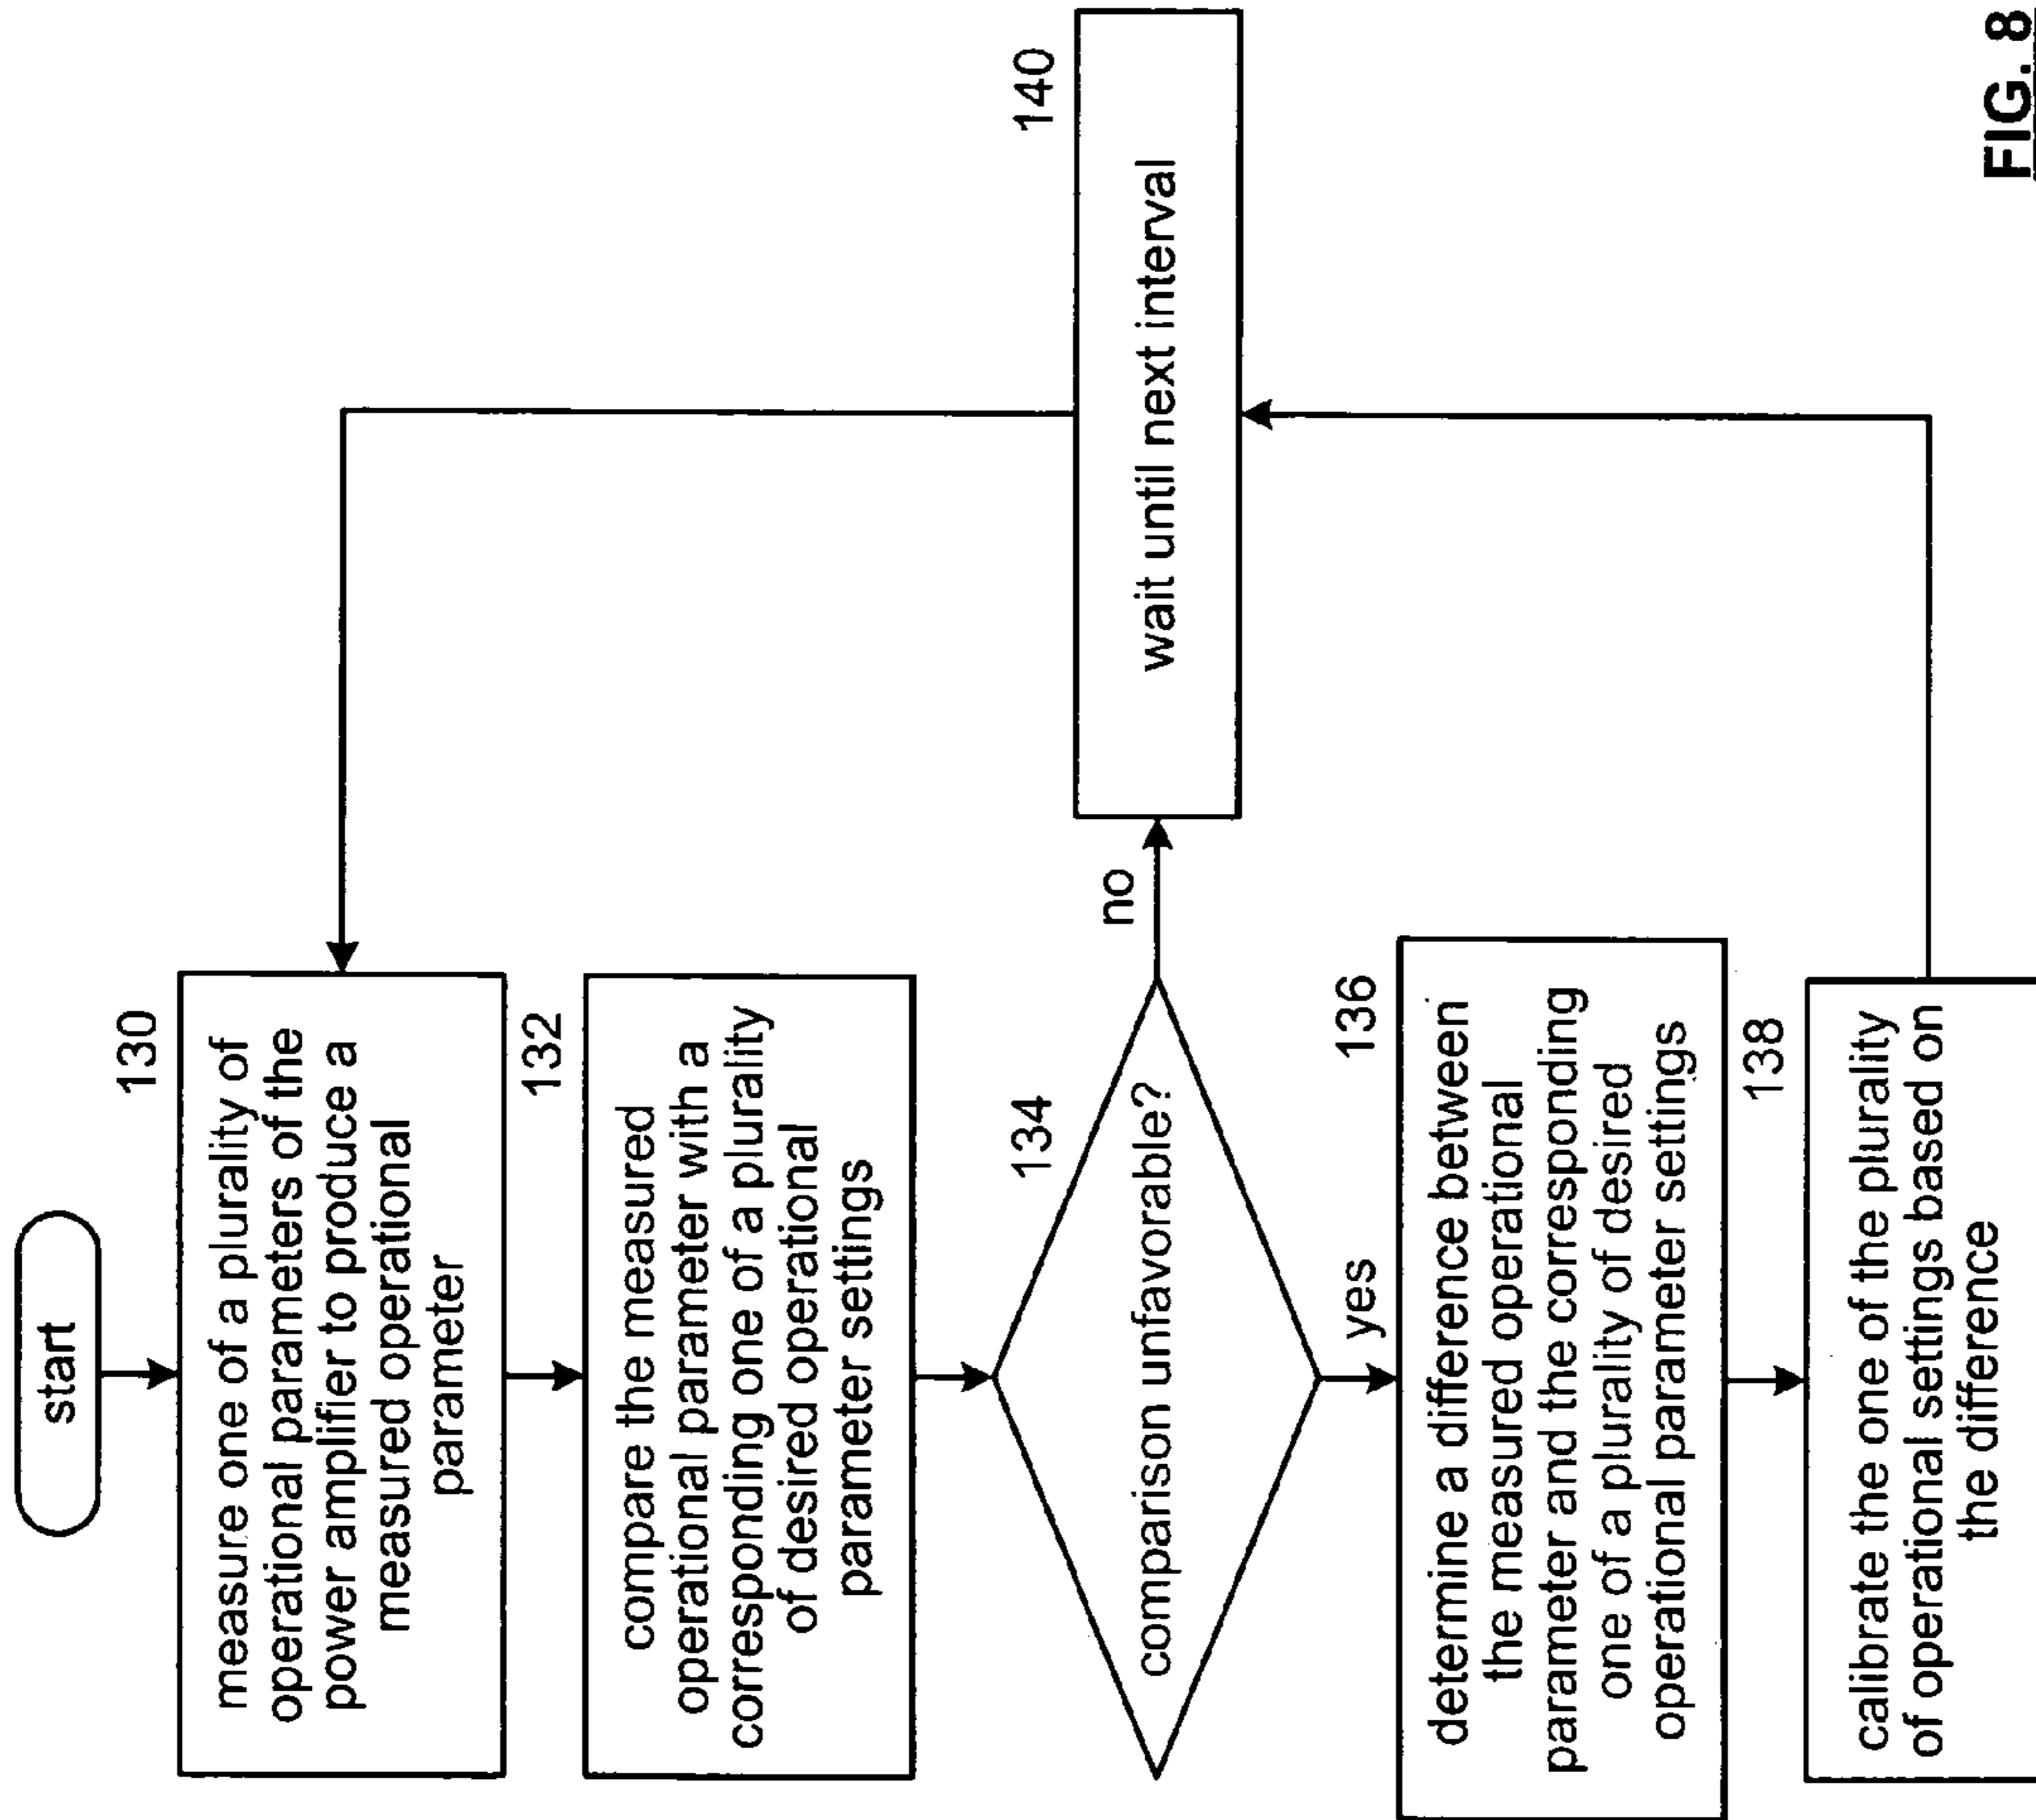 start
130
measure one of a plurality of
operational parameters of the
power amplifier to produce a
measured operational
parameter
132
compare the measured
operational parameter with a
corresponding one of a plurality
of desired operational
parameter settings
134
comparison unfavorable?
no
140
wait until next interval
yes
136
determine a difference between
the measured operational
parameter and the corresponding
one of a plurality of desired
operational parameter settings
138
calibrate the one of the plurality
of operational settings based on
the difference
FIG. 8